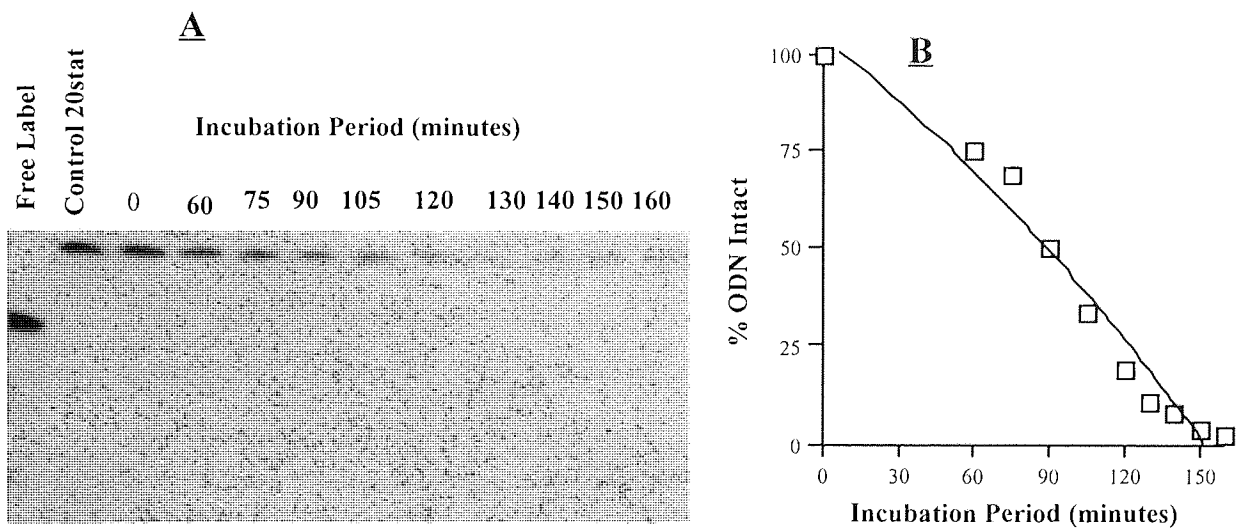 A
Free Label
Control 20stat
Incubation Period (minutes)
0 60 75 90 105 120 130 140 150 160
B
% ODN Intact
100
75
50
25
0
0 30 60 90 120 150
Incubation Period (minutes)